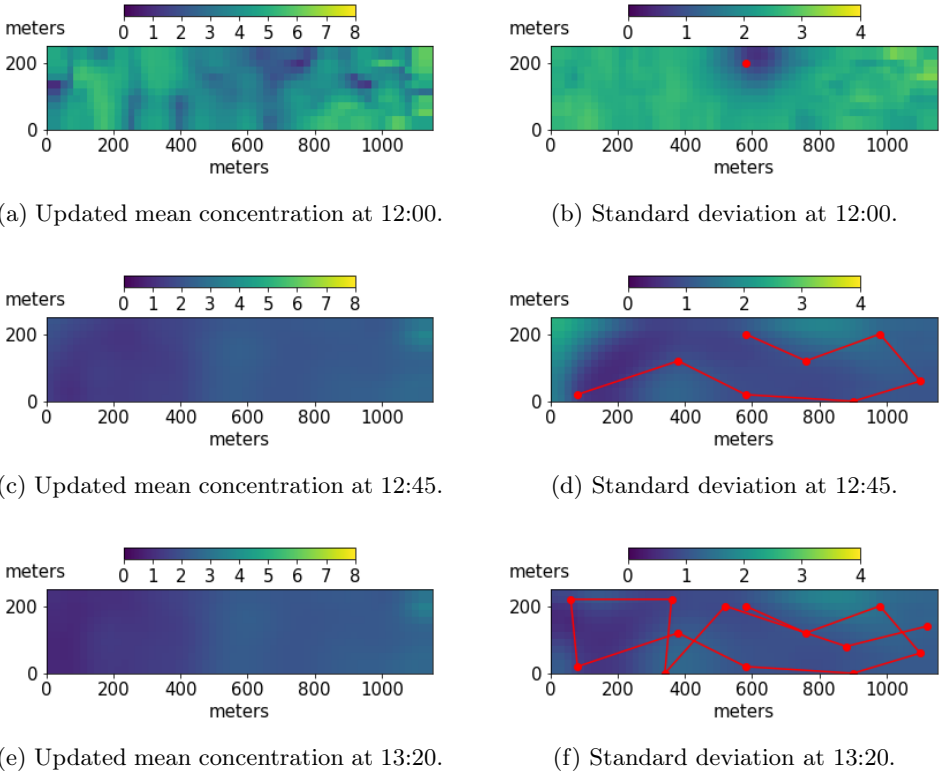 meters
0 1 2 3 4 5 6 7 8
200
0
0 200 400 600 800 1000
meters
(a) Updated mean concentration at 12:00.
meters
0 1 2 3 4
200
0
0 200 400 600 800 1000
meters
(b) Standard deviation at 12:00.
meters
0 1 2 3 4 5 6 7 8
200
0
0 200 400 600 800 1000
meters
(c) Updated mean concentration at 12:45.
meters
0 1 2 3 4
200
0
0 200 400 600 800 1000
meters
(d) Standard deviation at 12:45.
meters
0 1 2 3 4 5 6 7 8
200
0
0 200 400 600 800 1000
meters
(e) Updated mean concentration at 13:20.
meters
0 1 2 3 4
200
0
0 200 400 600 800 1000
meters
(f) Standard deviation at 13:20.